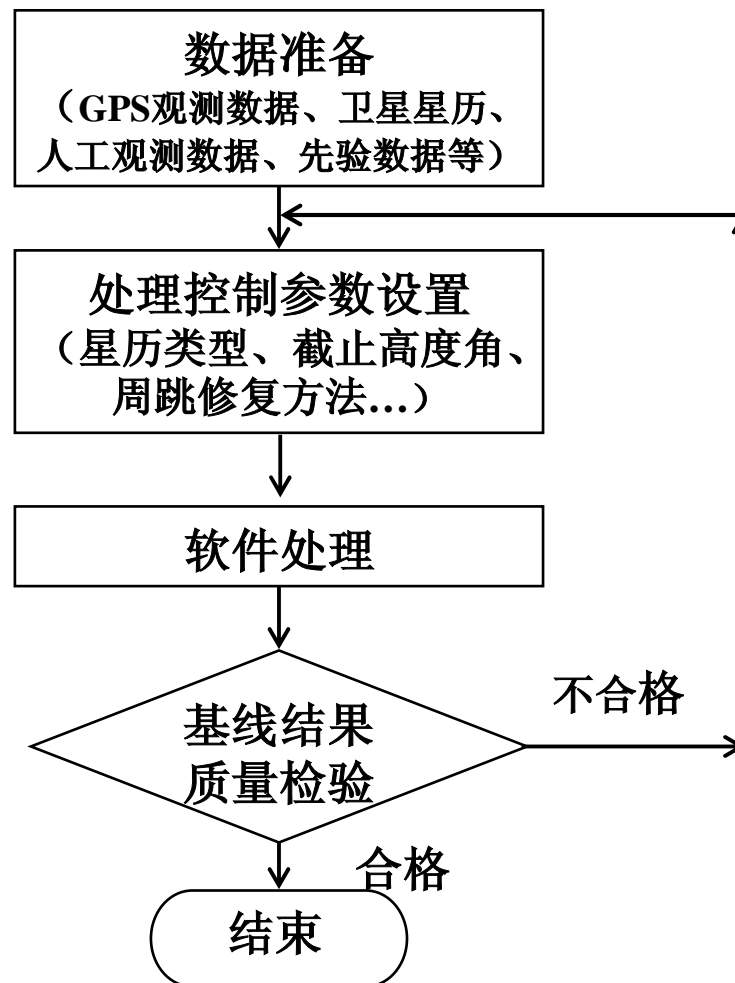 数据准备
（GPS观测数据、卫星星历、
人工观测数据、先验数据等）
处理控制参数设置
（星历类型、截止高度角、
周跳修复方法...）
软件处理
基线结果
质量检验
不合格
合格
结束